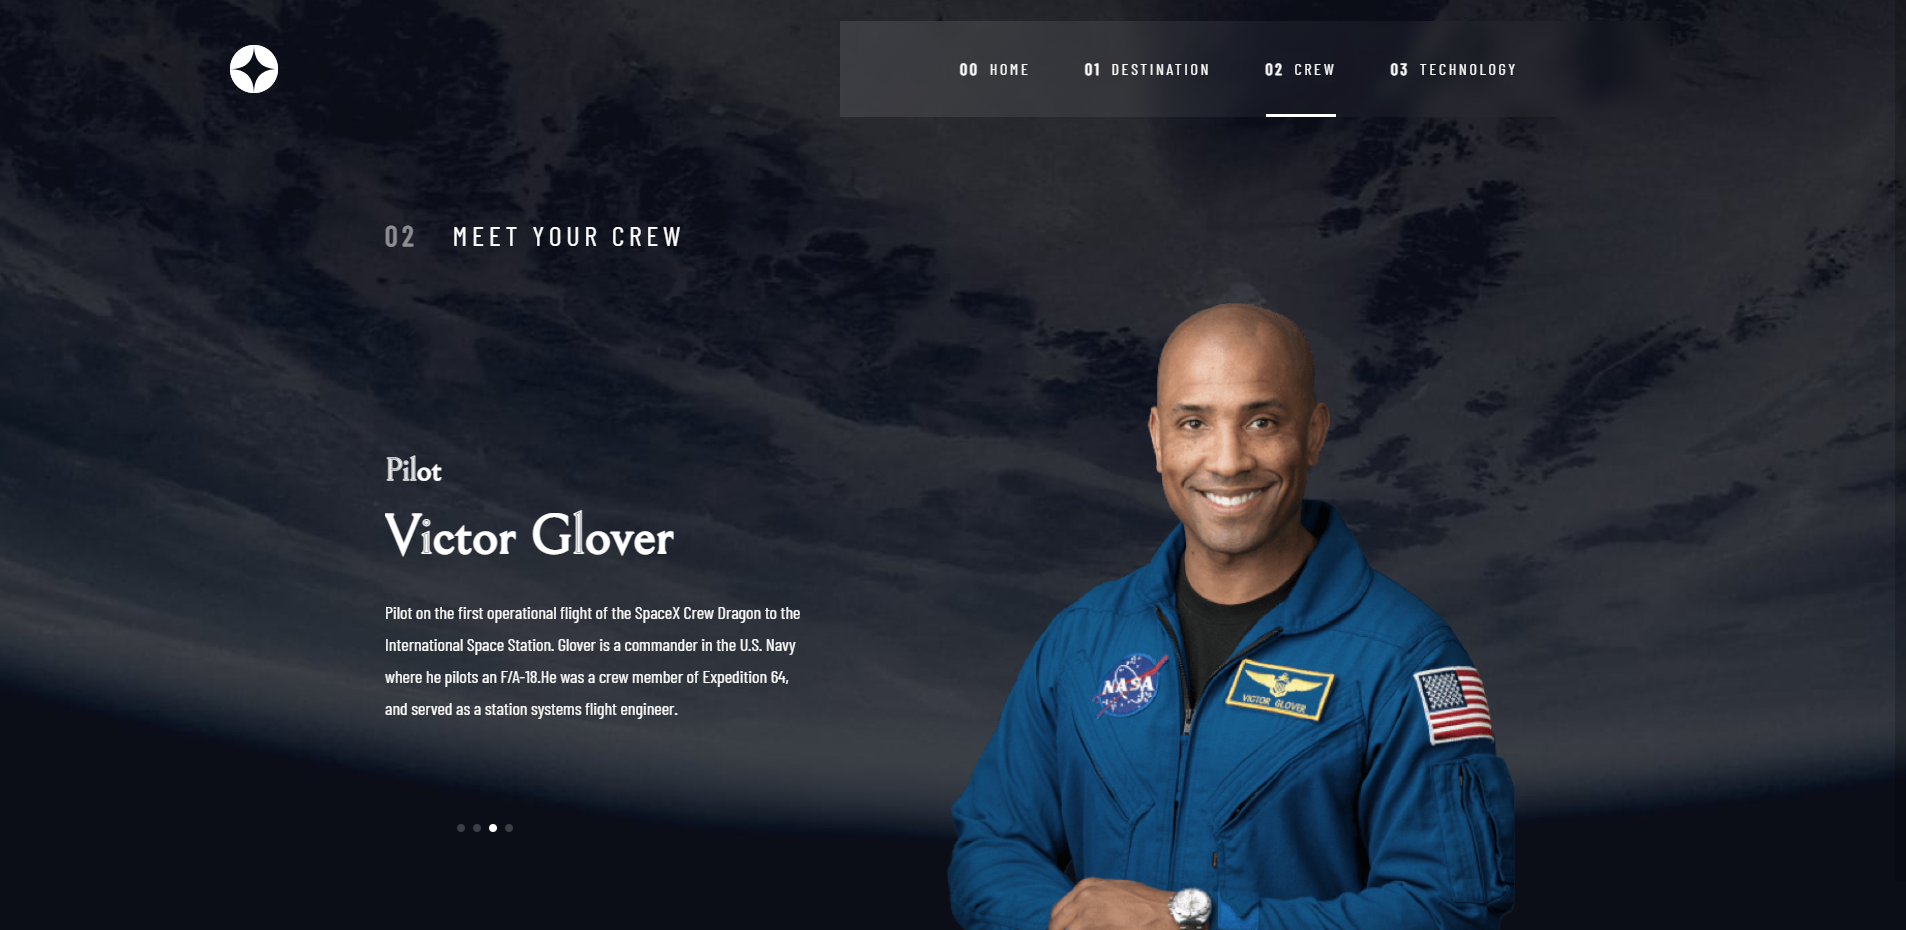 00 HOME 01 DESTINATION 02 CREW 03 TECHNOLOGY
02 MEET YOUR CREW
Pilot
Victor Glover
Pilot on the first operational flight of the SpaceX Crew Dragon to the
International Space Station. Glover is a commander in the U.S. Navy
where he pilots an F/A-18.He was a crew member of Expedition 64,
and served as a station systems flight engineer.
NASA
VICTOR GLOVER